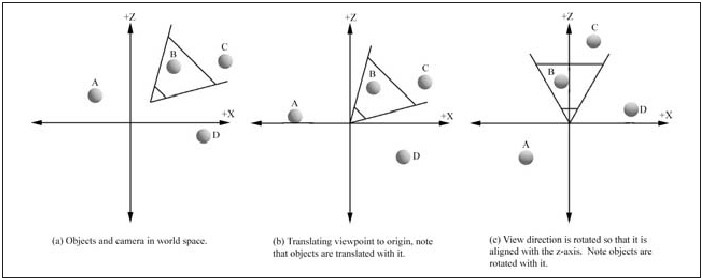 +Z
A
B
C
+X
D
(a) Objects and camera in world space.
+Z
A
B
C
+X
D
(b) Translating viewpoint to origin, note
that objects are translated with it.
+Z
C
B
D
+X
A
(c) View direction is rotated so that it is
aligned with the z-axis. Note objects are
rotated with it.